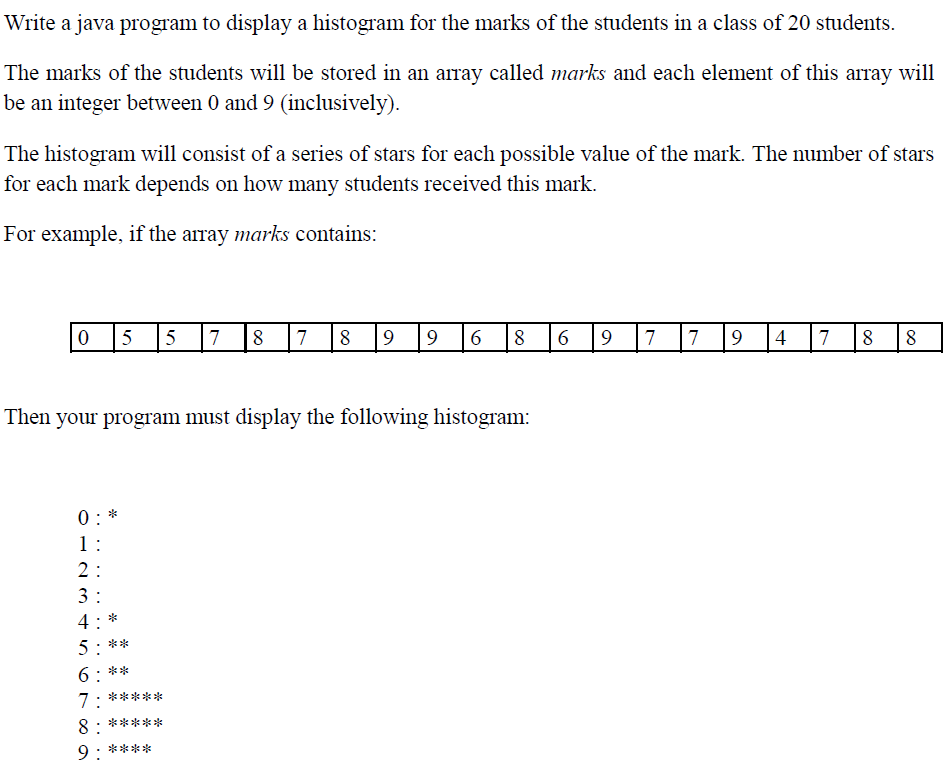 Write a java program to display a histogram for the marks of the students in a class of 20 students.
The marks of the students will be stored in an array called marks and each element of this array will
be an integer between 0 and 9 (inclusively).
The histogram will consist of a series of stars for each possible value of the mark. The number of stars
for each mark depends on how many students received this mark.
For example, if the array marks contains:
0 5 5 7 8 7 8 9 9 6 8 6 9 7 7 9 4 7 8 8
Then your program must display the following histogram:
0 : *
1 :
2 :
3 :
4 : *
5 : **
6 : **
7 : *****
8 : *****
9 : ****